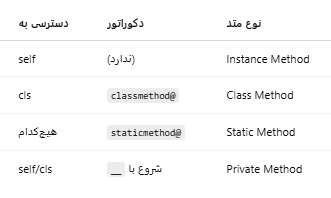 نوع متد دکوراتور دسترسی به
Instance Method (ندارد) self
Class Method @classmethod cls
Static Method @staticmethod هیچ‌کدام
Private Method شروع با __ self/cls